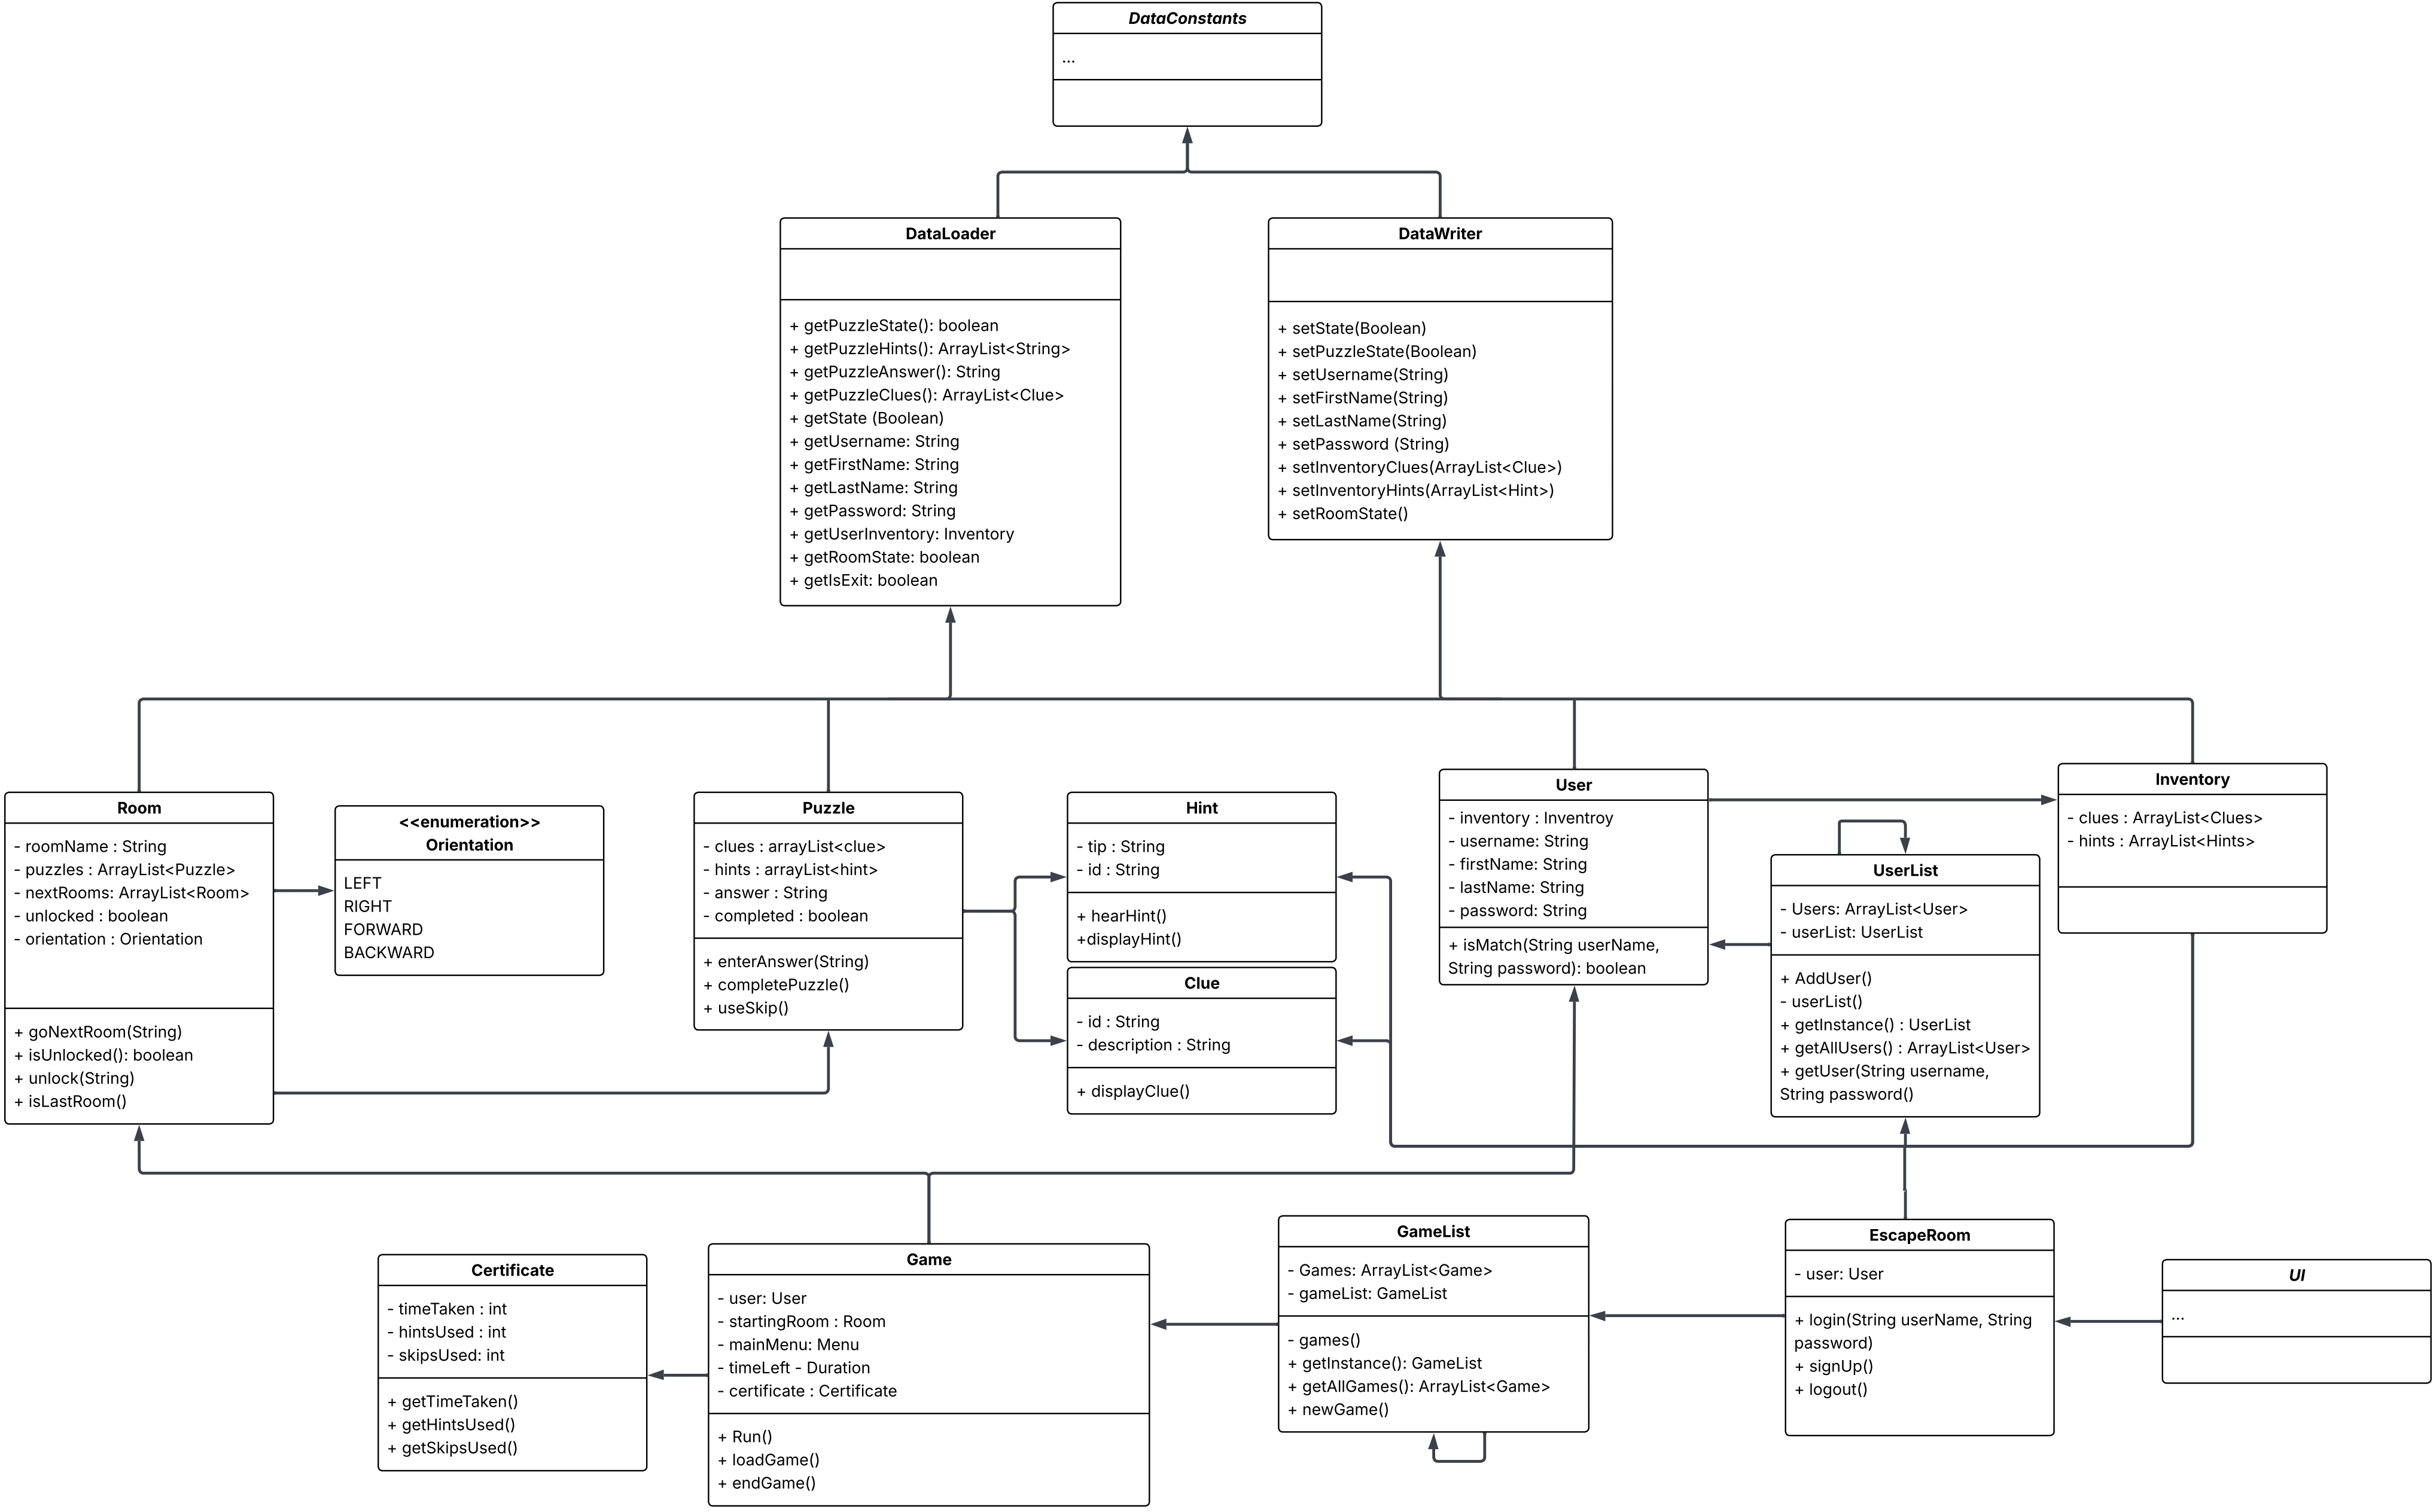 DataConstants
...
DataLoader
+ getPuzzleState(): boolean
+ getPuzzleHints(): ArrayList<String>
+ getPuzzleAnswer(): String
+ getPuzzleClues(): ArrayList<Clue>
+ getState (Boolean)
+ getUsername: String
+ getFirstName: String
+ getLastName: String
+ getPassword: String
+ getUserInventory: Inventory
+ getRoomState: boolean
+ getIsExit: boolean
DataWriter
+ setState(Boolean)
+ setPuzzleState(Boolean)
+ setUsername(String)
+ setFirstName(String)
+ setLastName(String)
+ setPassword (String)
+ setInventoryClues(ArrayList<Clue>)
+ setInventoryHints(ArrayList<Hint>)
+ setRoomState()
Room
- roomName : String
- puzzles : ArrayList<Puzzle>
- nextRooms: ArrayList<Room>
- unlocked : boolean
- orientation : Orientation
+ goNextRoom(String)
+ isUnlocked(): boolean
+ unlock(String)
+ isLastRoom()
<<enumeration>>
Orientation
LEFT
RIGHT
FORWARD
BACKWARD
Puzzle
- clues : arrayList<clue>
- hints : arrayList<hint>
- answer : String
- completed : boolean
+ enterAnswer(String)
+ completePuzzle()
+ useSkip()
Hint
- tip : String
- id : String
+ hearHint()
+displayHint()
Clue
- id : String
- description : String
+ displayClue()
User
- inventory : Inventroy
- username: String
- firstName: String
- lastName: String
- password: String
+ isMatch(String userName,
String password): boolean
UserList
- Users: ArrayList<User>
- userList: UserList
+ AddUser()
- userList()
+ getInstance() : UserList
+ getAllUsers() : ArrayList<User>
+ getUser(String username,
String password()
Inventory
- clues : ArrayList<Clues>
- hints : ArrayList<Hints>
Certificate
- timeTaken : int
- hintsUsed : int
- skipsUsed: int
+ getTimeTaken()
+ getHintsUsed()
+ getSkipsUsed()
Game
- user: User
- startingRoom : Room
- mainMenu: Menu
- timeLeft - Duration
- certificate : Certificate
+ Run()
+ loadGame()
+ endGame()
GameList
- Games: ArrayList<Game>
- gameList: GameList
- games()
+ getInstance(): GameList
+ getAllGames(): ArrayList<Game>
+ newGame()
EscapeRoom
- user: User
+ login(String userName, String
password)
+ signUp()
+ logout()
UI
...